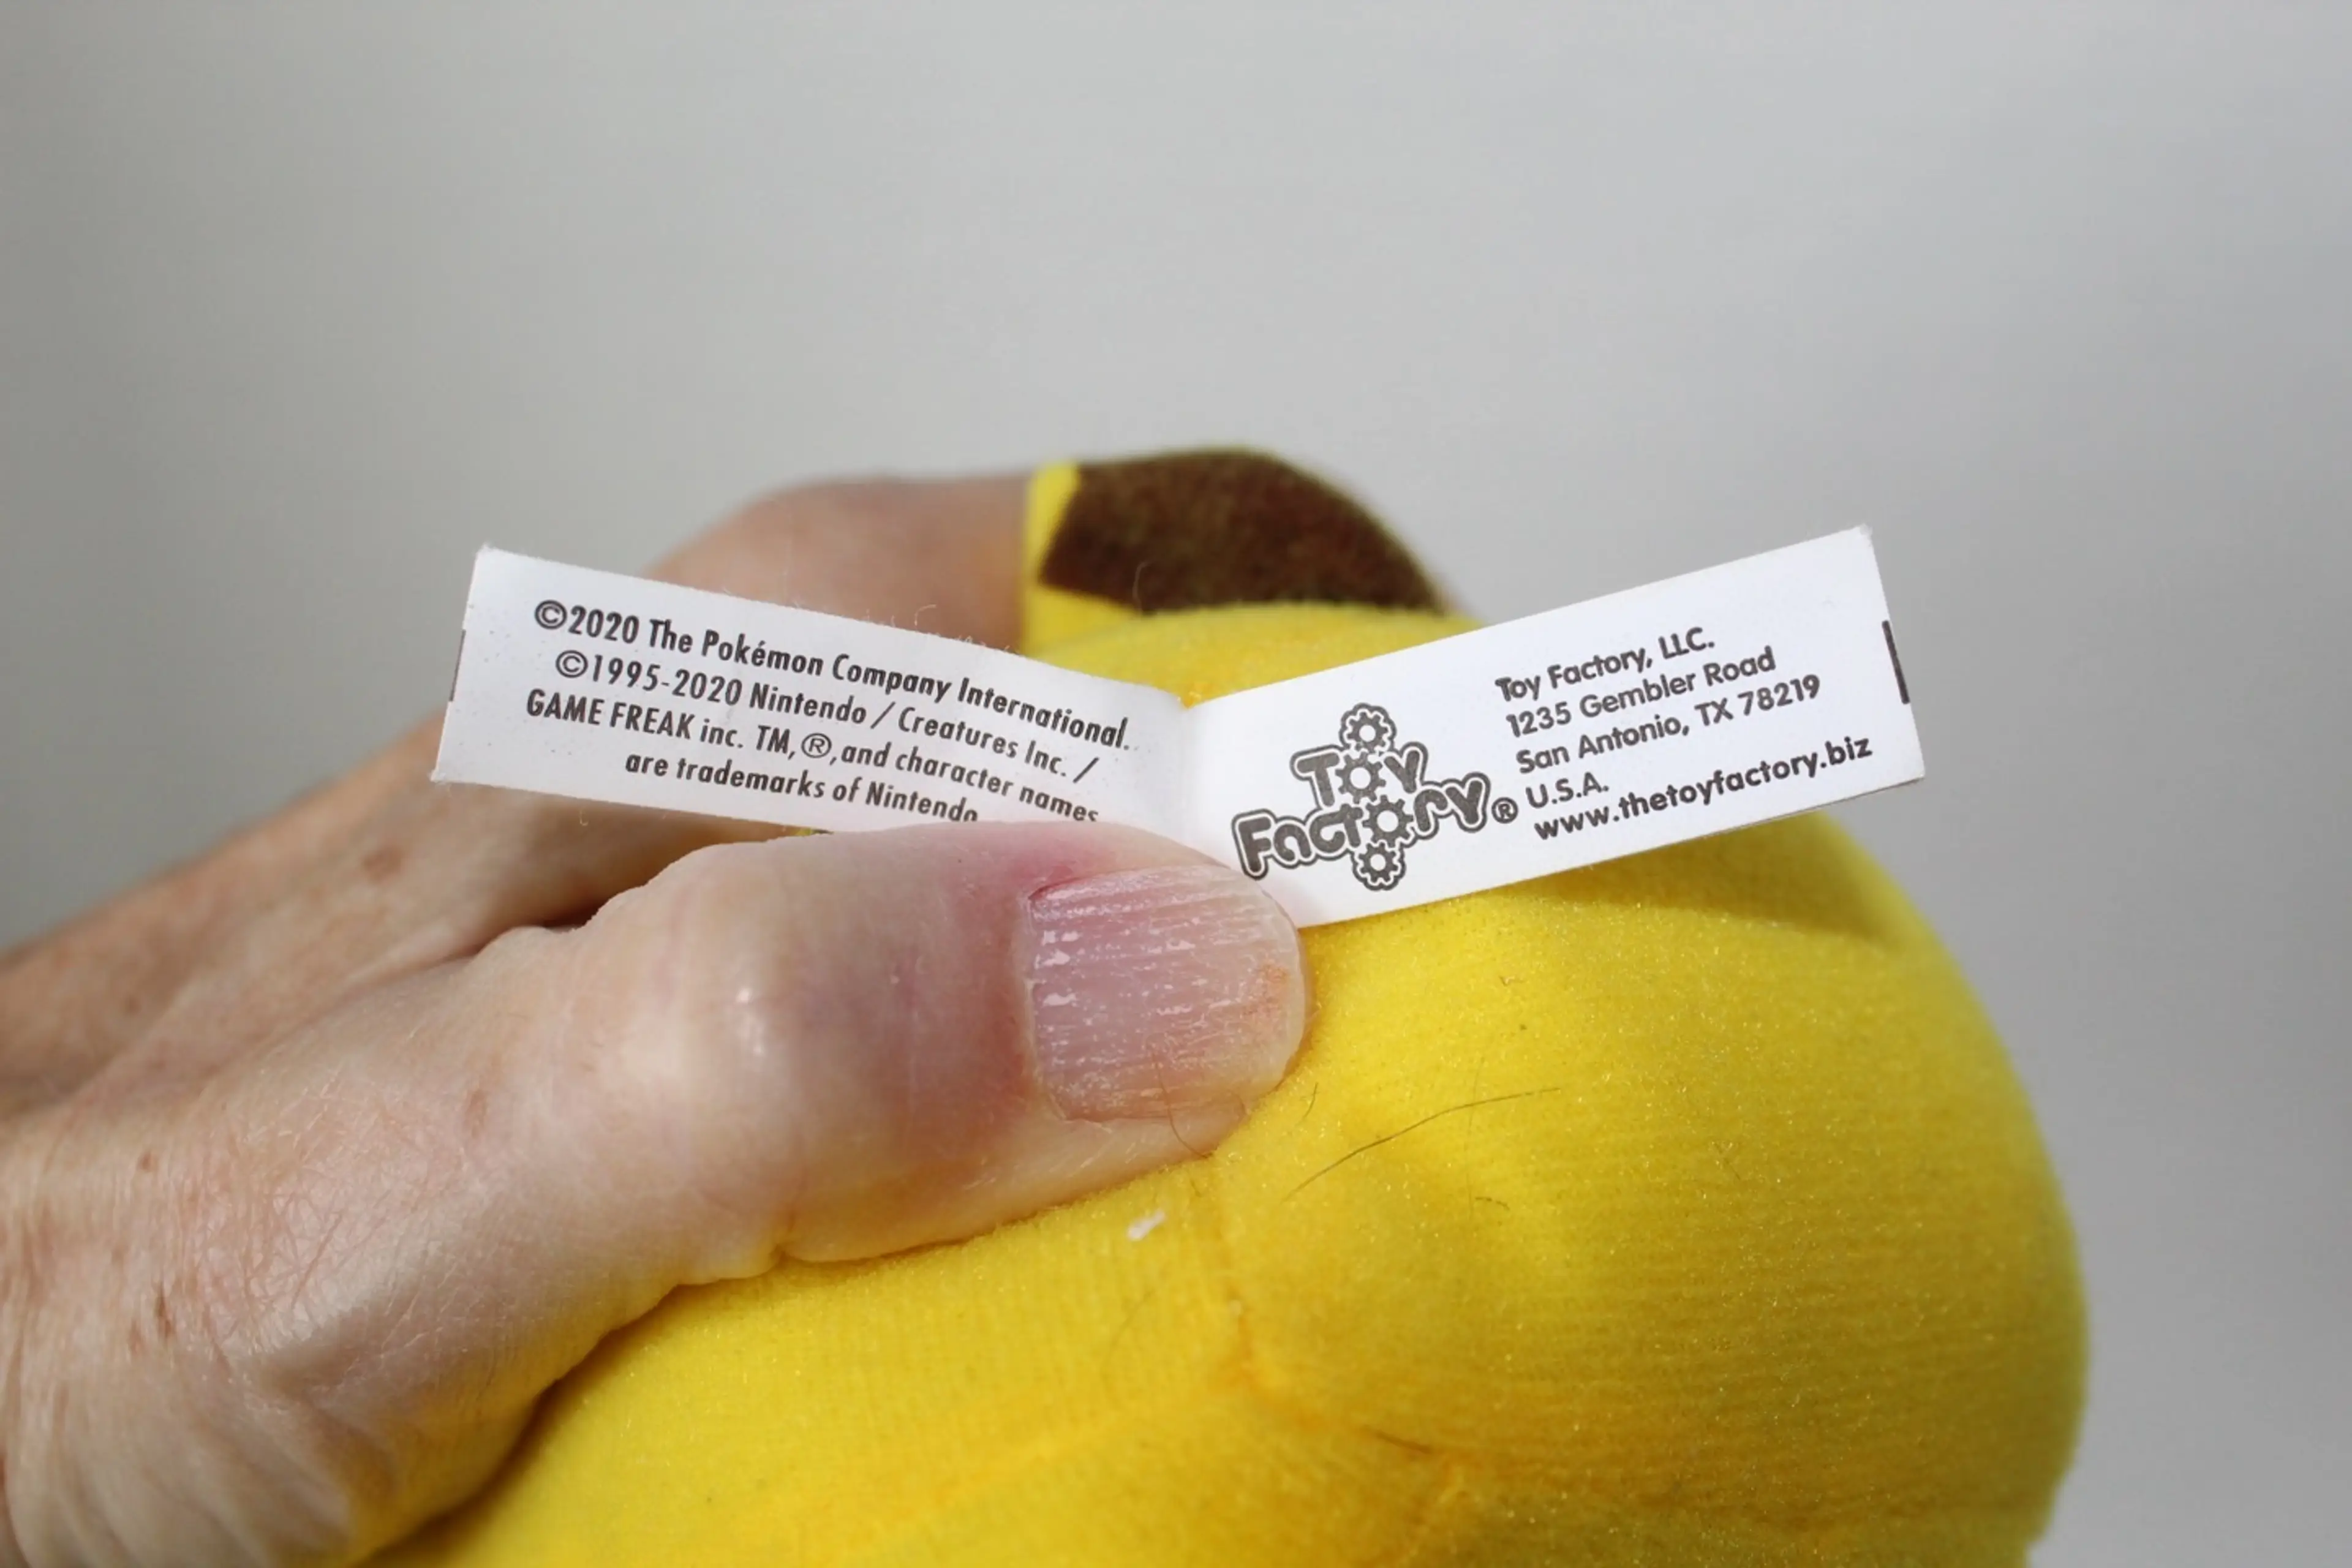 ©2020 The Pokémon Company International.
©1995-2020 Nintendo / Creatures Inc. /
GAME FREAK inc. TM,®,and character names
are trademarks of Nintendo
Toy
Factory®
Toy Factory, LLC.
1235 Gembler Road
San Antonio, TX 78219
U.S.A.
www.thetoyfactory.biz